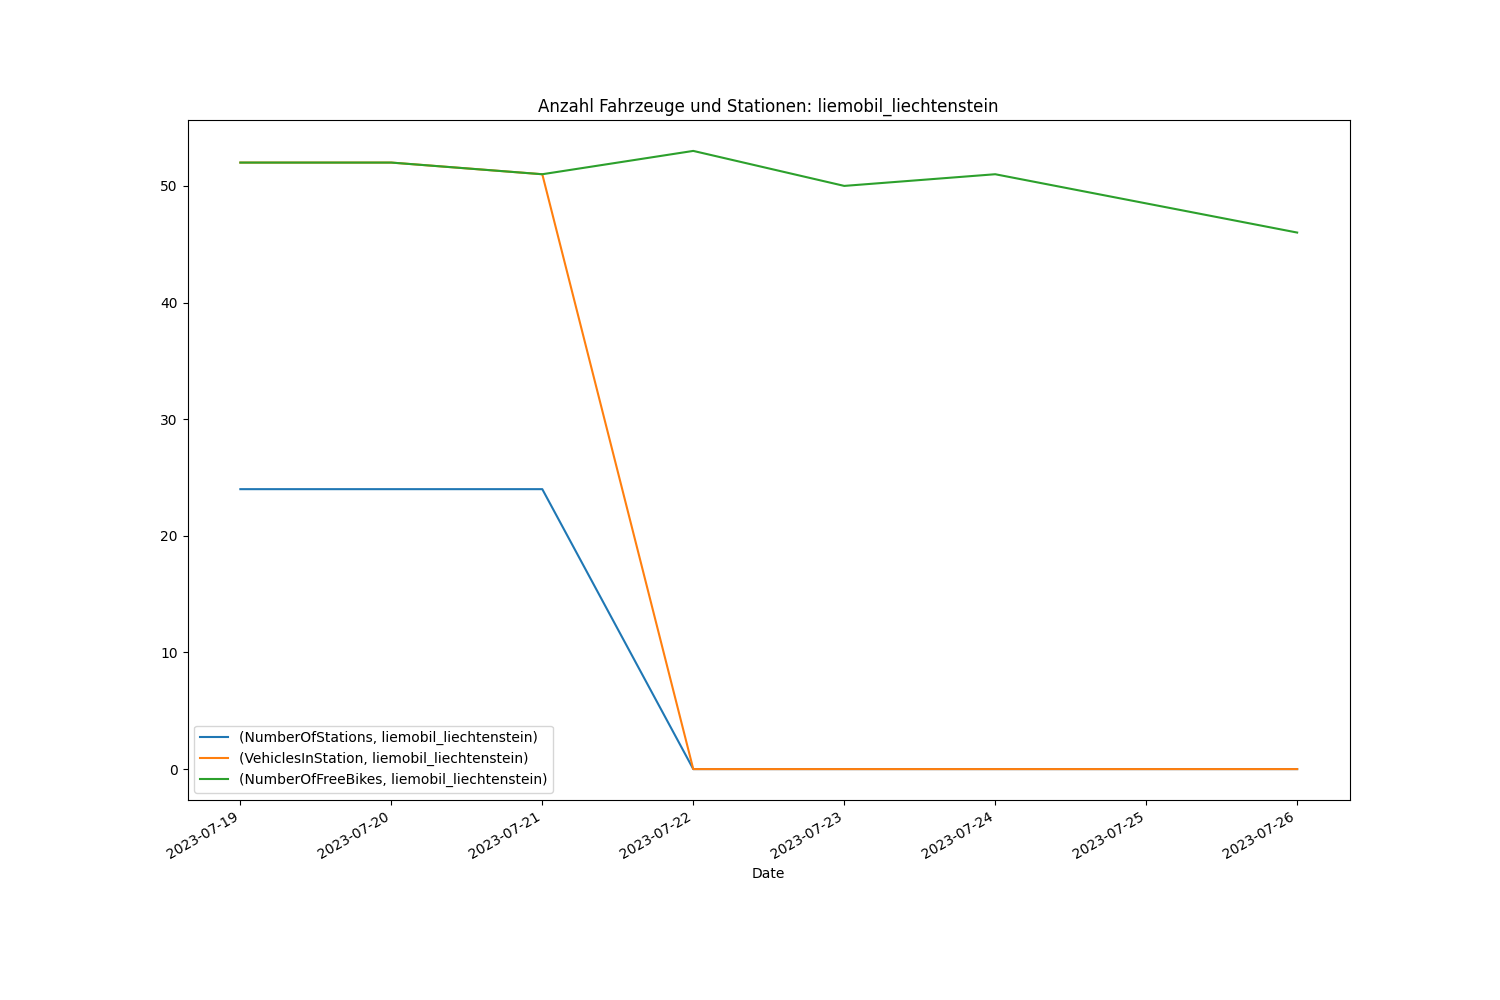 Anzahl Fahrzeuge und Stationen: liemobil_liechtenstein
50
40
30
20
10
0
(NumberOfStations, liemobil_liechtenstein)
(VehiclesInStation, liemobil_liechtenstein)
(NumberOfFreeBikes, liemobil_liechtenstein)
2023-07-19
2023-07-20
2023-07-21
2023-07-22
2023-07-23
2023-07-24
2023-07-25
2023-07-26
Date